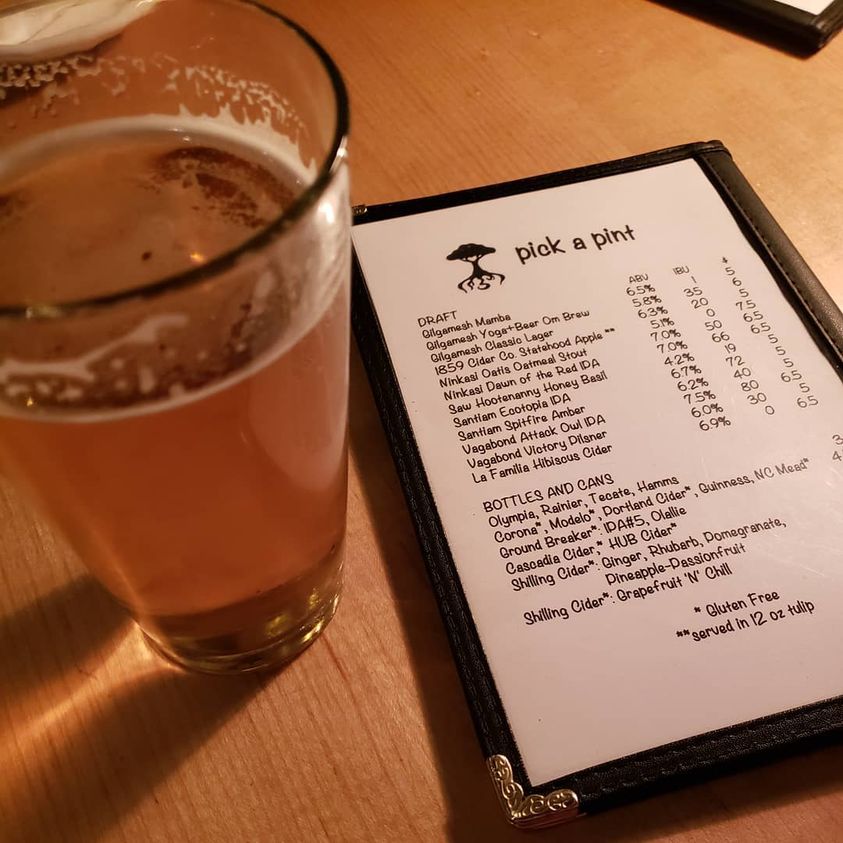 pick a pint
DRAFT ABV IBU $
Gilgamesh Mamba 6.5% 1 5
Gilgamesh Yoga+Beer Om Brew 5.8% 35 6
Gilgamesh Classic Lager 6.3% 20 5
1859 Cider Co. Statehood Apple** 5.1% 0 7.5
Ninkasi Oatis Oatmeal Stout 7.0% 50 6.5
Ninkasi Dawn of the Red IDA 7.0% 66 6.5
Saw Hootenanny Honey Basil 4.2% 19 5
Santiam Ecotopia IDA 6.7% 72 5
Santiam Spitfire Amber 6.2% 40 5
Vagabond Attack Owl IDA 7.5% 80 6.5
Vagabond Victory Pilsner 6.0% 30 5
La Familia Hibiscus Cider 6.9% 0 6.5
BOTTLES AND CANS
Olympia, Rainier, Tecate, Hamms 3
Corona*, Modelo*, Portland Cider*, Guinness, NC Mead* 4
Ground Breaker*: IDA#5, Olallie
Cascadia Cider,* HUB Cider*
Shilling Cider*: Ginger, Rhubarb, Pomegranate,
Pineapple-Passionfruit
Shilling Cider*: Grapefruit 'N' Chill
* Gluten Free
**served in 12 oz tulip